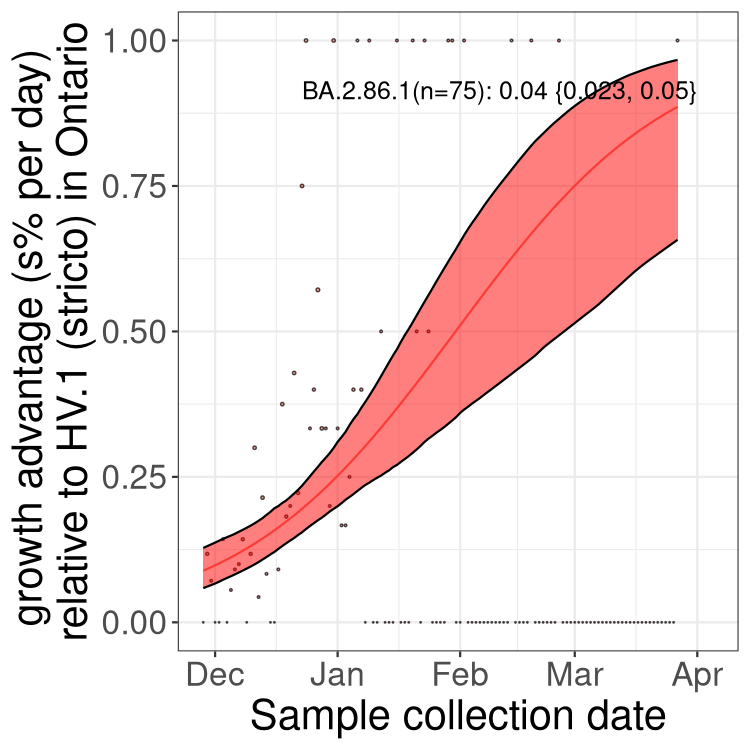 growth advantage (s% per day)
relative to HV.1 (stricto) in Ontario
1.00
0.75
0.50
0.25
0.00
BA.2.86.1(n=75): 0.04 {0.023, 0.05}
Dec Jan Feb Mar Apr
Sample collection date